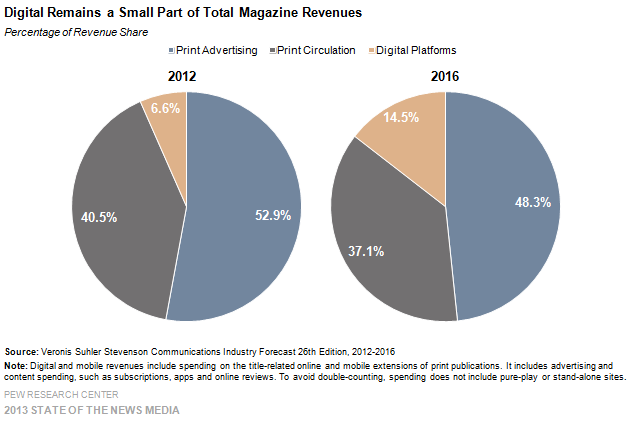 Digital Remains a Small Part of Total Magazine Revenues
Percentage of Revenue Share
Print Advertising Print Circulation Digital Platforms
2012 2016
6.6% 14.5%
52.9% 48.3%
40.5% 37.1%
Source: Veronis Suhler Stevenson Communications Industry Forecast 26th Edition, 2012-2016
Note: Digital and mobile revenues include spending on the title-related online and mobile extensions of print publications. It includes advertising and
content spending, such as subscriptions, apps and online reviews. To avoid double-counting, spending does not include pure-play or stand-alone sites.
PEW RESEARCH CENTER
2013 STATE OF THE NEWS MEDIA